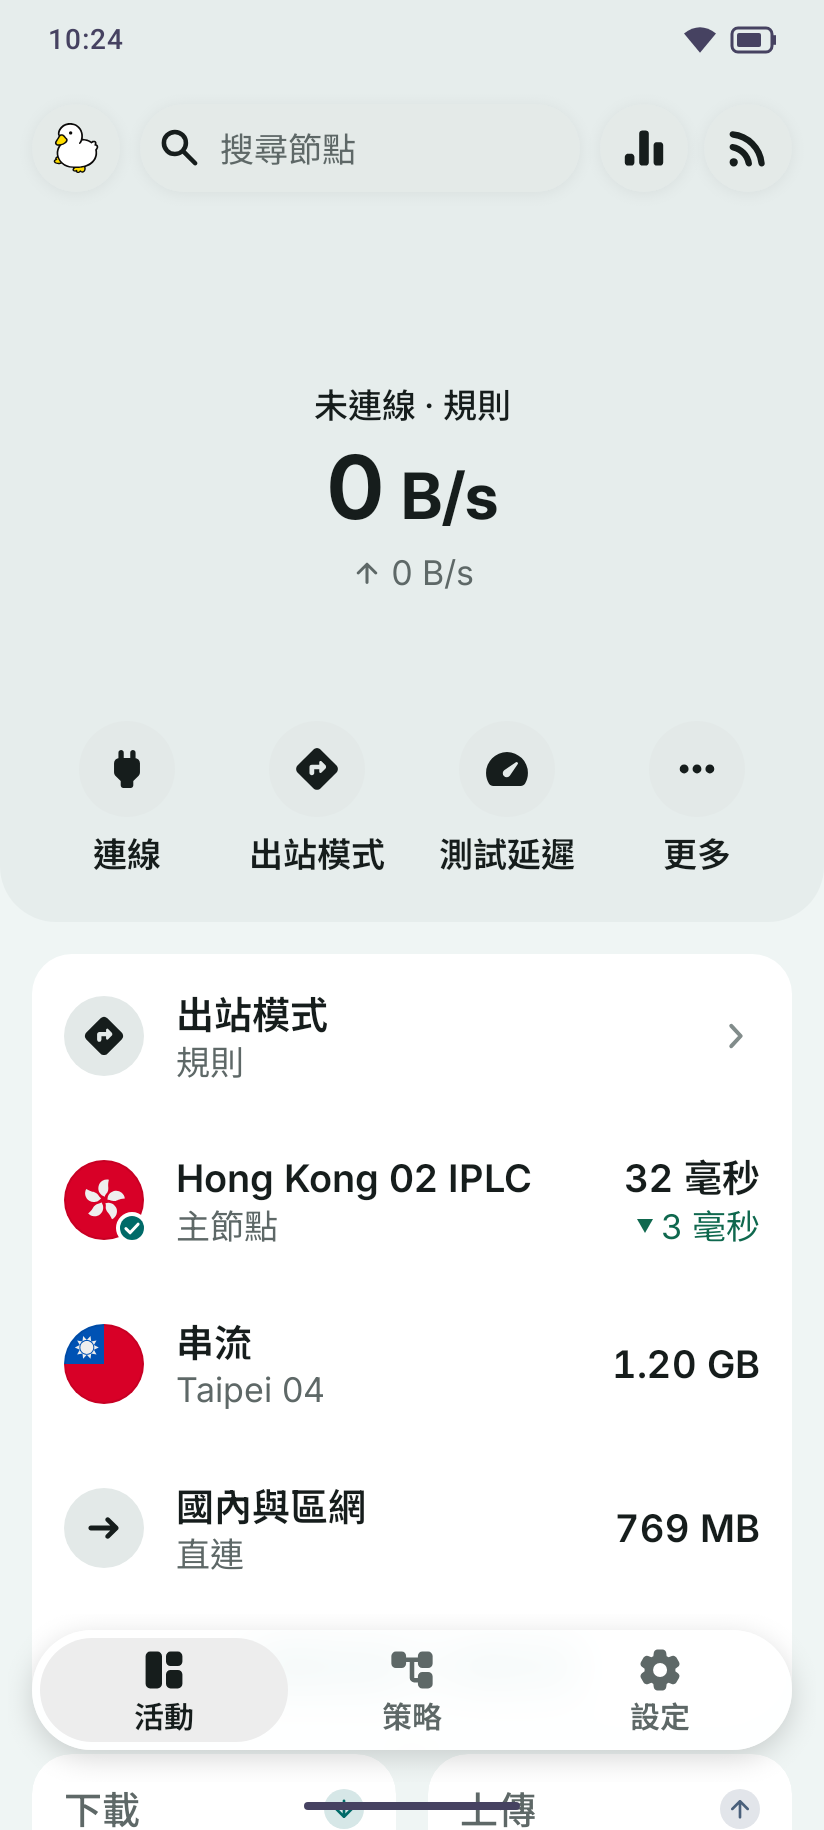 10:24
搜尋節點
未連線 · 規則
0 B/s
↑ 0 B/s
連線
出站模式
測試延遲
更多
出站模式
規則
Hong Kong 02 IPLC
32 毫秒
主節點
▼3 毫秒
串流
1.20 GB
Taipei 04
國內與區網
769 MB
直連
活動
策略
設定
下載
上傳